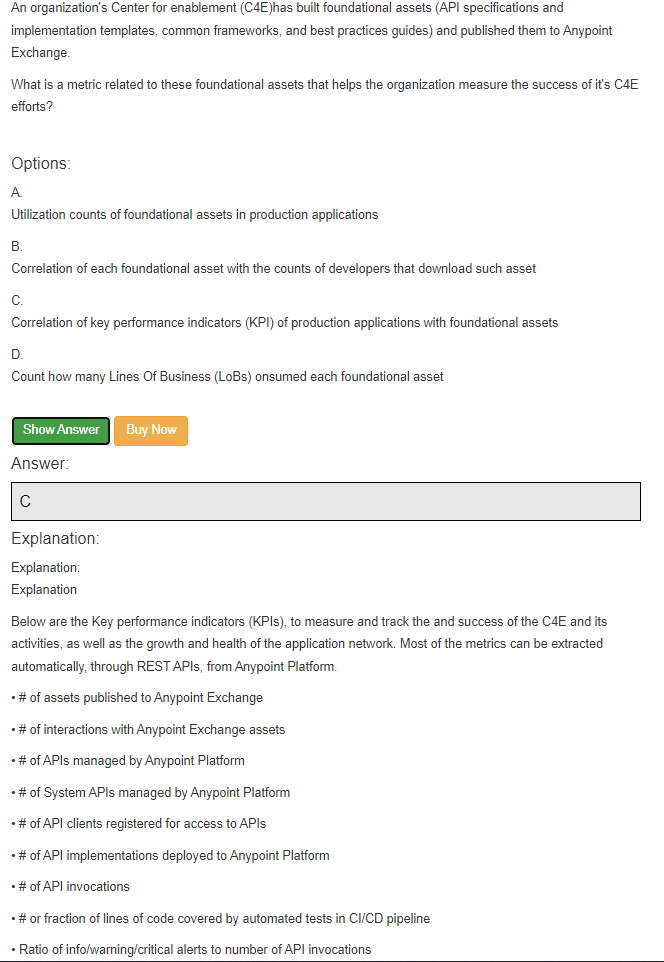 An organization's Center for enablement (C4E)has built foundational assets (API specifications and
implementation templates, common frameworks, and best practices guides) and published them to Anypoint
Exchange.
What is a metric related to these foundational assets that helps the organization measure the success of it's C4E
efforts?
Options:
A.
Utilization counts of foundational assets in production applications
B.
Correlation of each foundational asset with the counts of developers that download such asset
C.
Correlation of key performance indicators (KPI) of production applications with foundational assets
D.
Count how many Lines Of Business (LoBs) onsumed each foundational asset
Show Answer Buy Now
Answer:
C
Explanation:
Explanation:
Explanation
Below are the Key performance indicators (KPIs), to measure and track the and success of the C4E and its
activities, as well as the growth and health of the application network. Most of the metrics can be extracted
automatically, through REST APIs, from Anypoint Platform.
• # of assets published to Anypoint Exchange
• # of interactions with Anypoint Exchange assets
• # of APIs managed by Anypoint Platform
• # of System APIs managed by Anypoint Platform
• # of API clients registered for access to APIs
• # of API implementations deployed to Anypoint Platform
• # of API invocations
• # or fraction of lines of code covered by automated tests in CI/CD pipeline
• Ratio of info/warning/critical alerts to number of API invocations